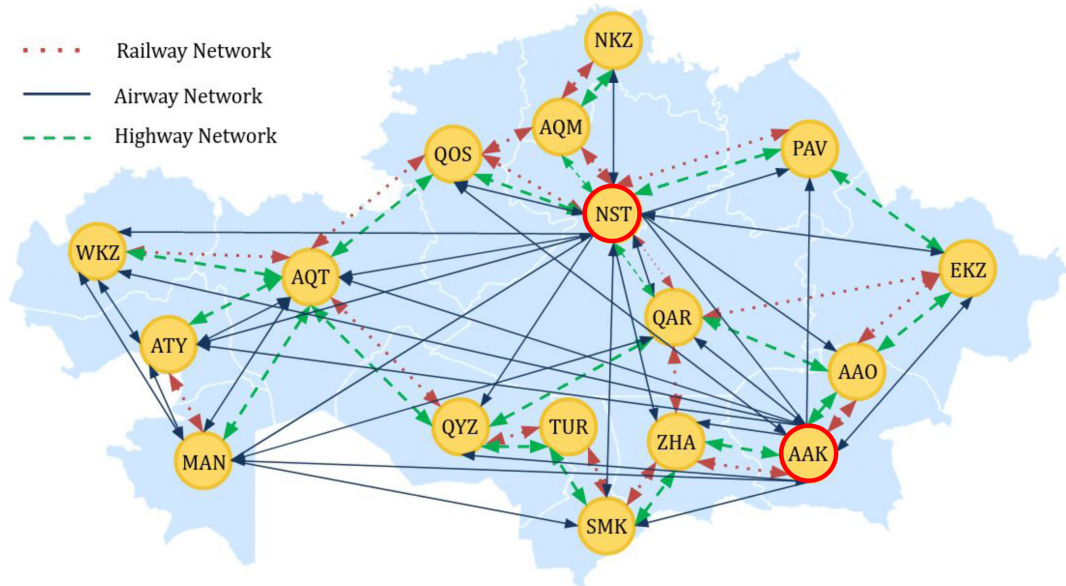 Railway Network
Airway Network
Highway Network
NKZ
AQM
PAV
QOS
NST
WKZ
AQT
EKZ
QAR
ATY
AAO
QYZ
TUR
ZHA
AAK
MAN
SMK